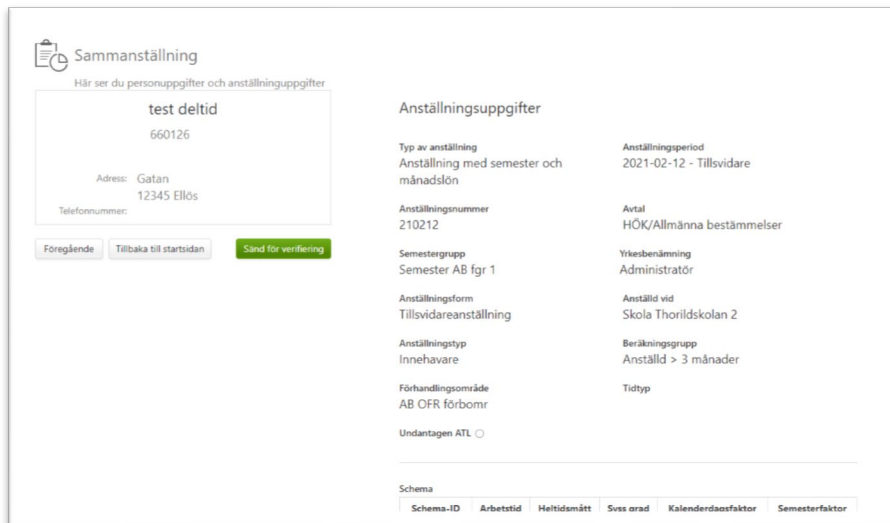 Sammanställning
Här ser du personuppgifter och anställninguppgifter
test deltid
660126
Adress: Gatan
12345 Ellös
Telefonnummer:
Föregående
Tillbaka till startsidan
Sänd för verifiering
Anställningsuppgifter
Typ av anställning
Anställning med semester och
månadslön
Anställningsperiod
2021-02-12 - Tillsvidare
Anställningsnummer
210212
Avtal
HÖK/Allmänna bestämmelser
Semestergrupp
Semester AB fgr 1
Yrkesbenämning
Administratör
Anställningsform
Tillsvidareanställning
Anställd vid
Skola Thorildskolan 2
Anställningstyp
Innehavare
Beräkningsgrupp
Anställd > 3 månader
Förhandlingsområde
AB OFR förbomr
Tidtyp
Undantagen ATL
Schema
Schema-ID Arbetstid Heltidsmått Syss grad Kalenderdagsfaktor Semesterfaktor